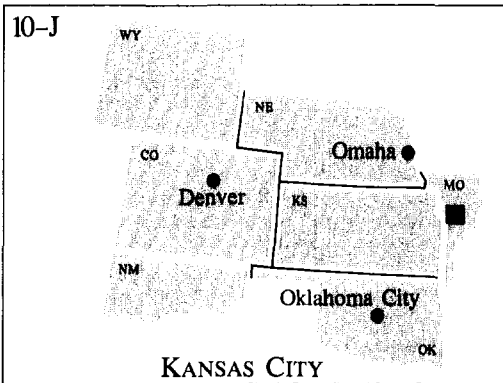 10–J
WY
NE
Omaha
CO
Denver
MO
KS
NM
Oklahoma City
OK
KANSAS CITY